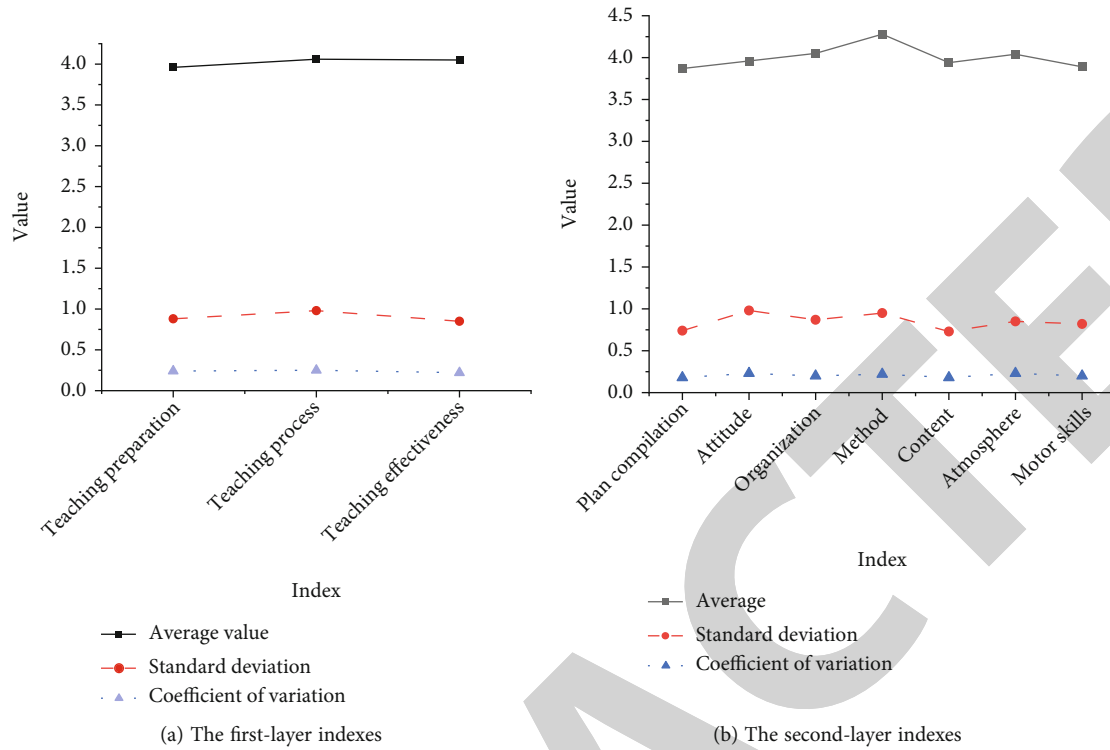 4.0
3.5
3.0
2.5
2.0
1.5
1.0
0.5
0.0
Value
Teaching preparation
Teaching process
Teaching effectiveness
Index
Average value
Standard deviation
Coefficient of variation
(a) The first-layer indexes
4.5
4.0
3.5
3.0
2.5
2.0
1.5
1.0
0.5
0.0
Value
Plan compilation
Attitude
Organization
Method
Content
Atmosphere
Motor skills
Index
Average
Standard deviation
Coefficient of variation
(b) The second-layer indexes
ACTE